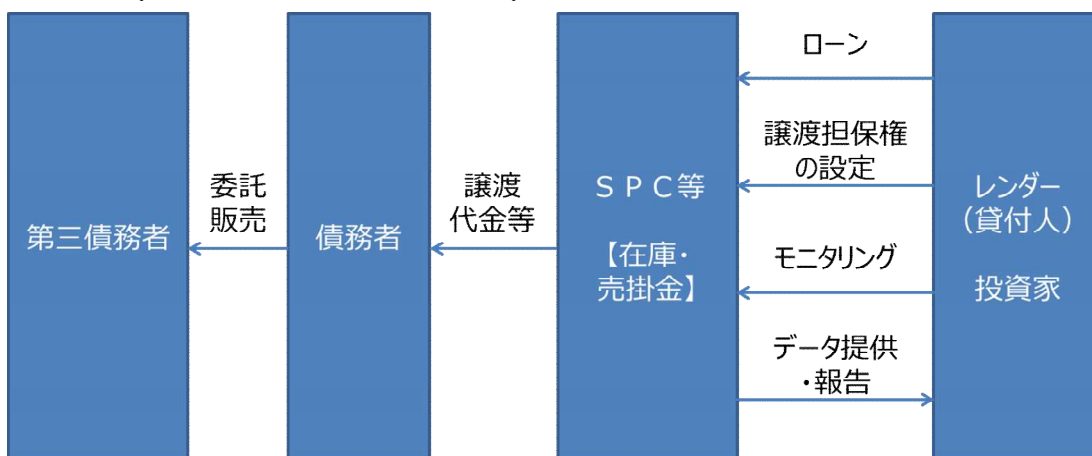 第三債務者
委託
販売
債務者
譲渡
代金等
ＳＰＣ等
【在庫・
売掛金】
ローン
譲渡担保権
の設定
モニタリング
データ提供
・報告
レンダー
（貸付人）
投資家